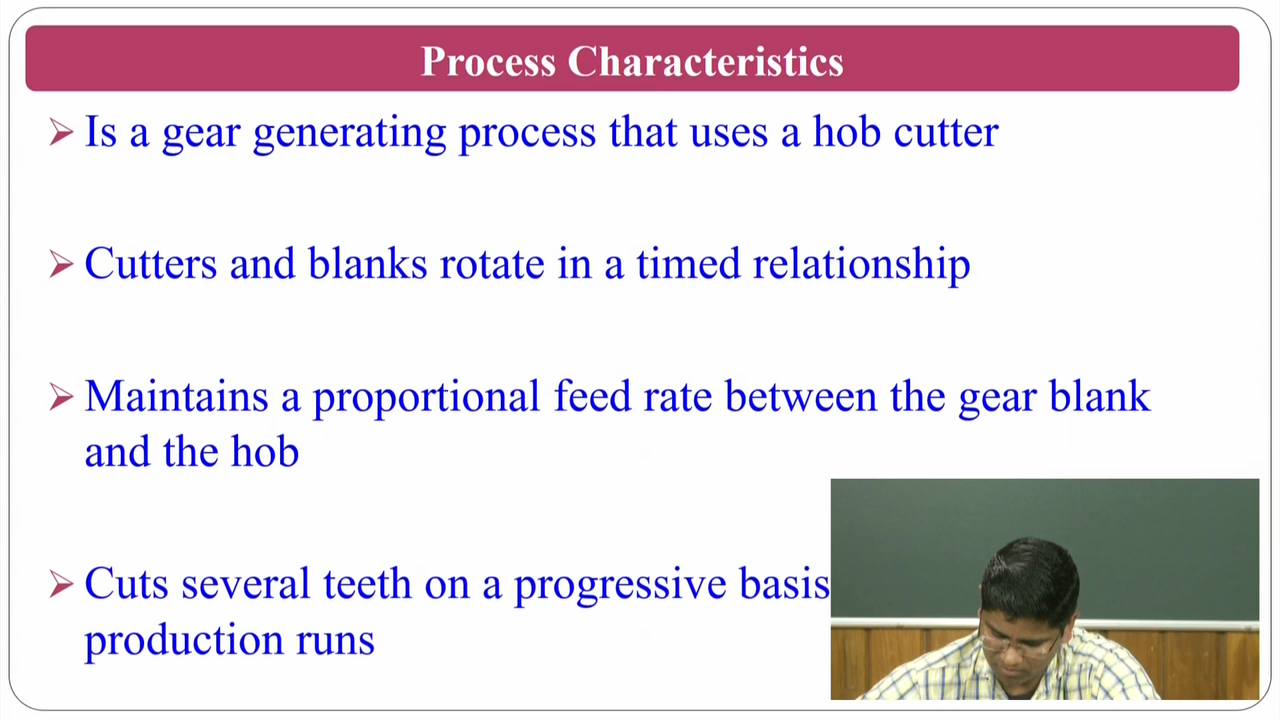 Process Characteristics
Is a gear generating process that uses a hob cutter
Cutters and blanks rotate in a timed relationship
Maintains a proportional feed rate between the gear blank
and the hob
Cuts several teeth on a progressive basis
production runs